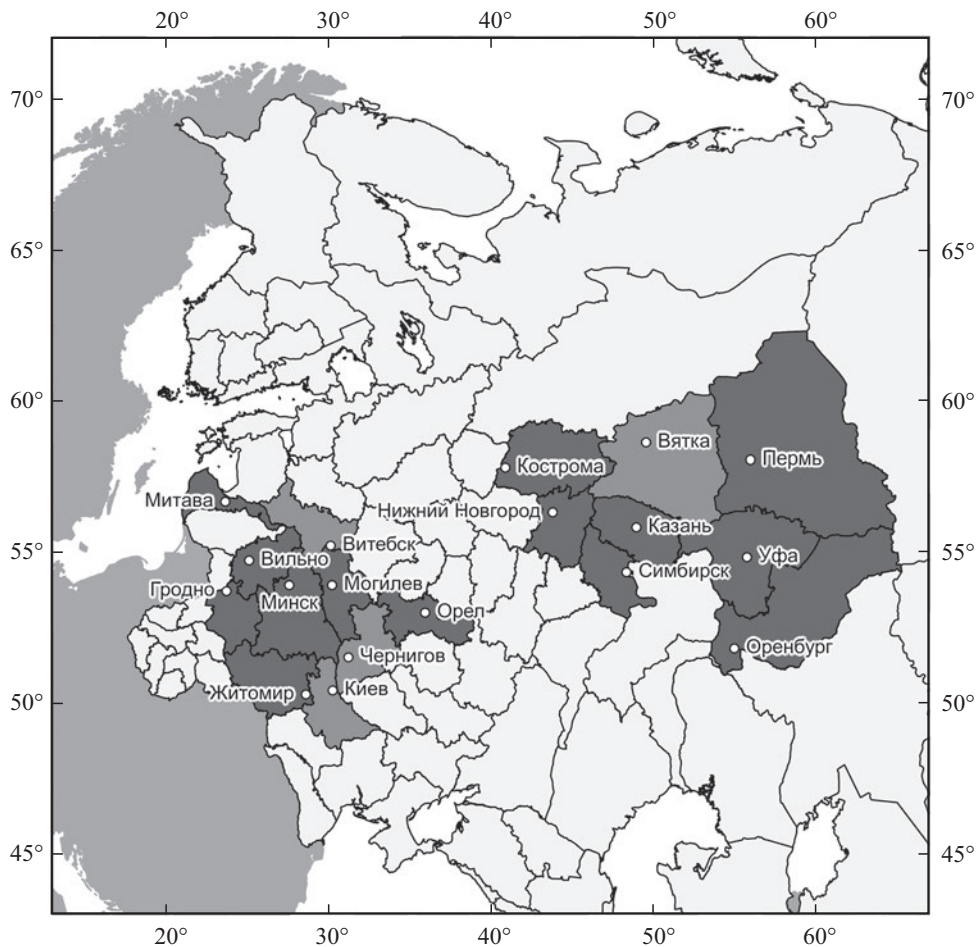 20° 30° 40° 50° 60°
70° 70°
65° 65°
60° 60°
Вятка
Кострома
Пермь
Митава
Нижний Новгород
Казань
55° 55°
Витебск
Вильно
Уфа
Симбирск
Гродно
Могилев
Минск
Орел
Оренбург
Чернигов
Житомир
Киев
50° 50°
45° 45°
20° 30° 40° 50° 60°